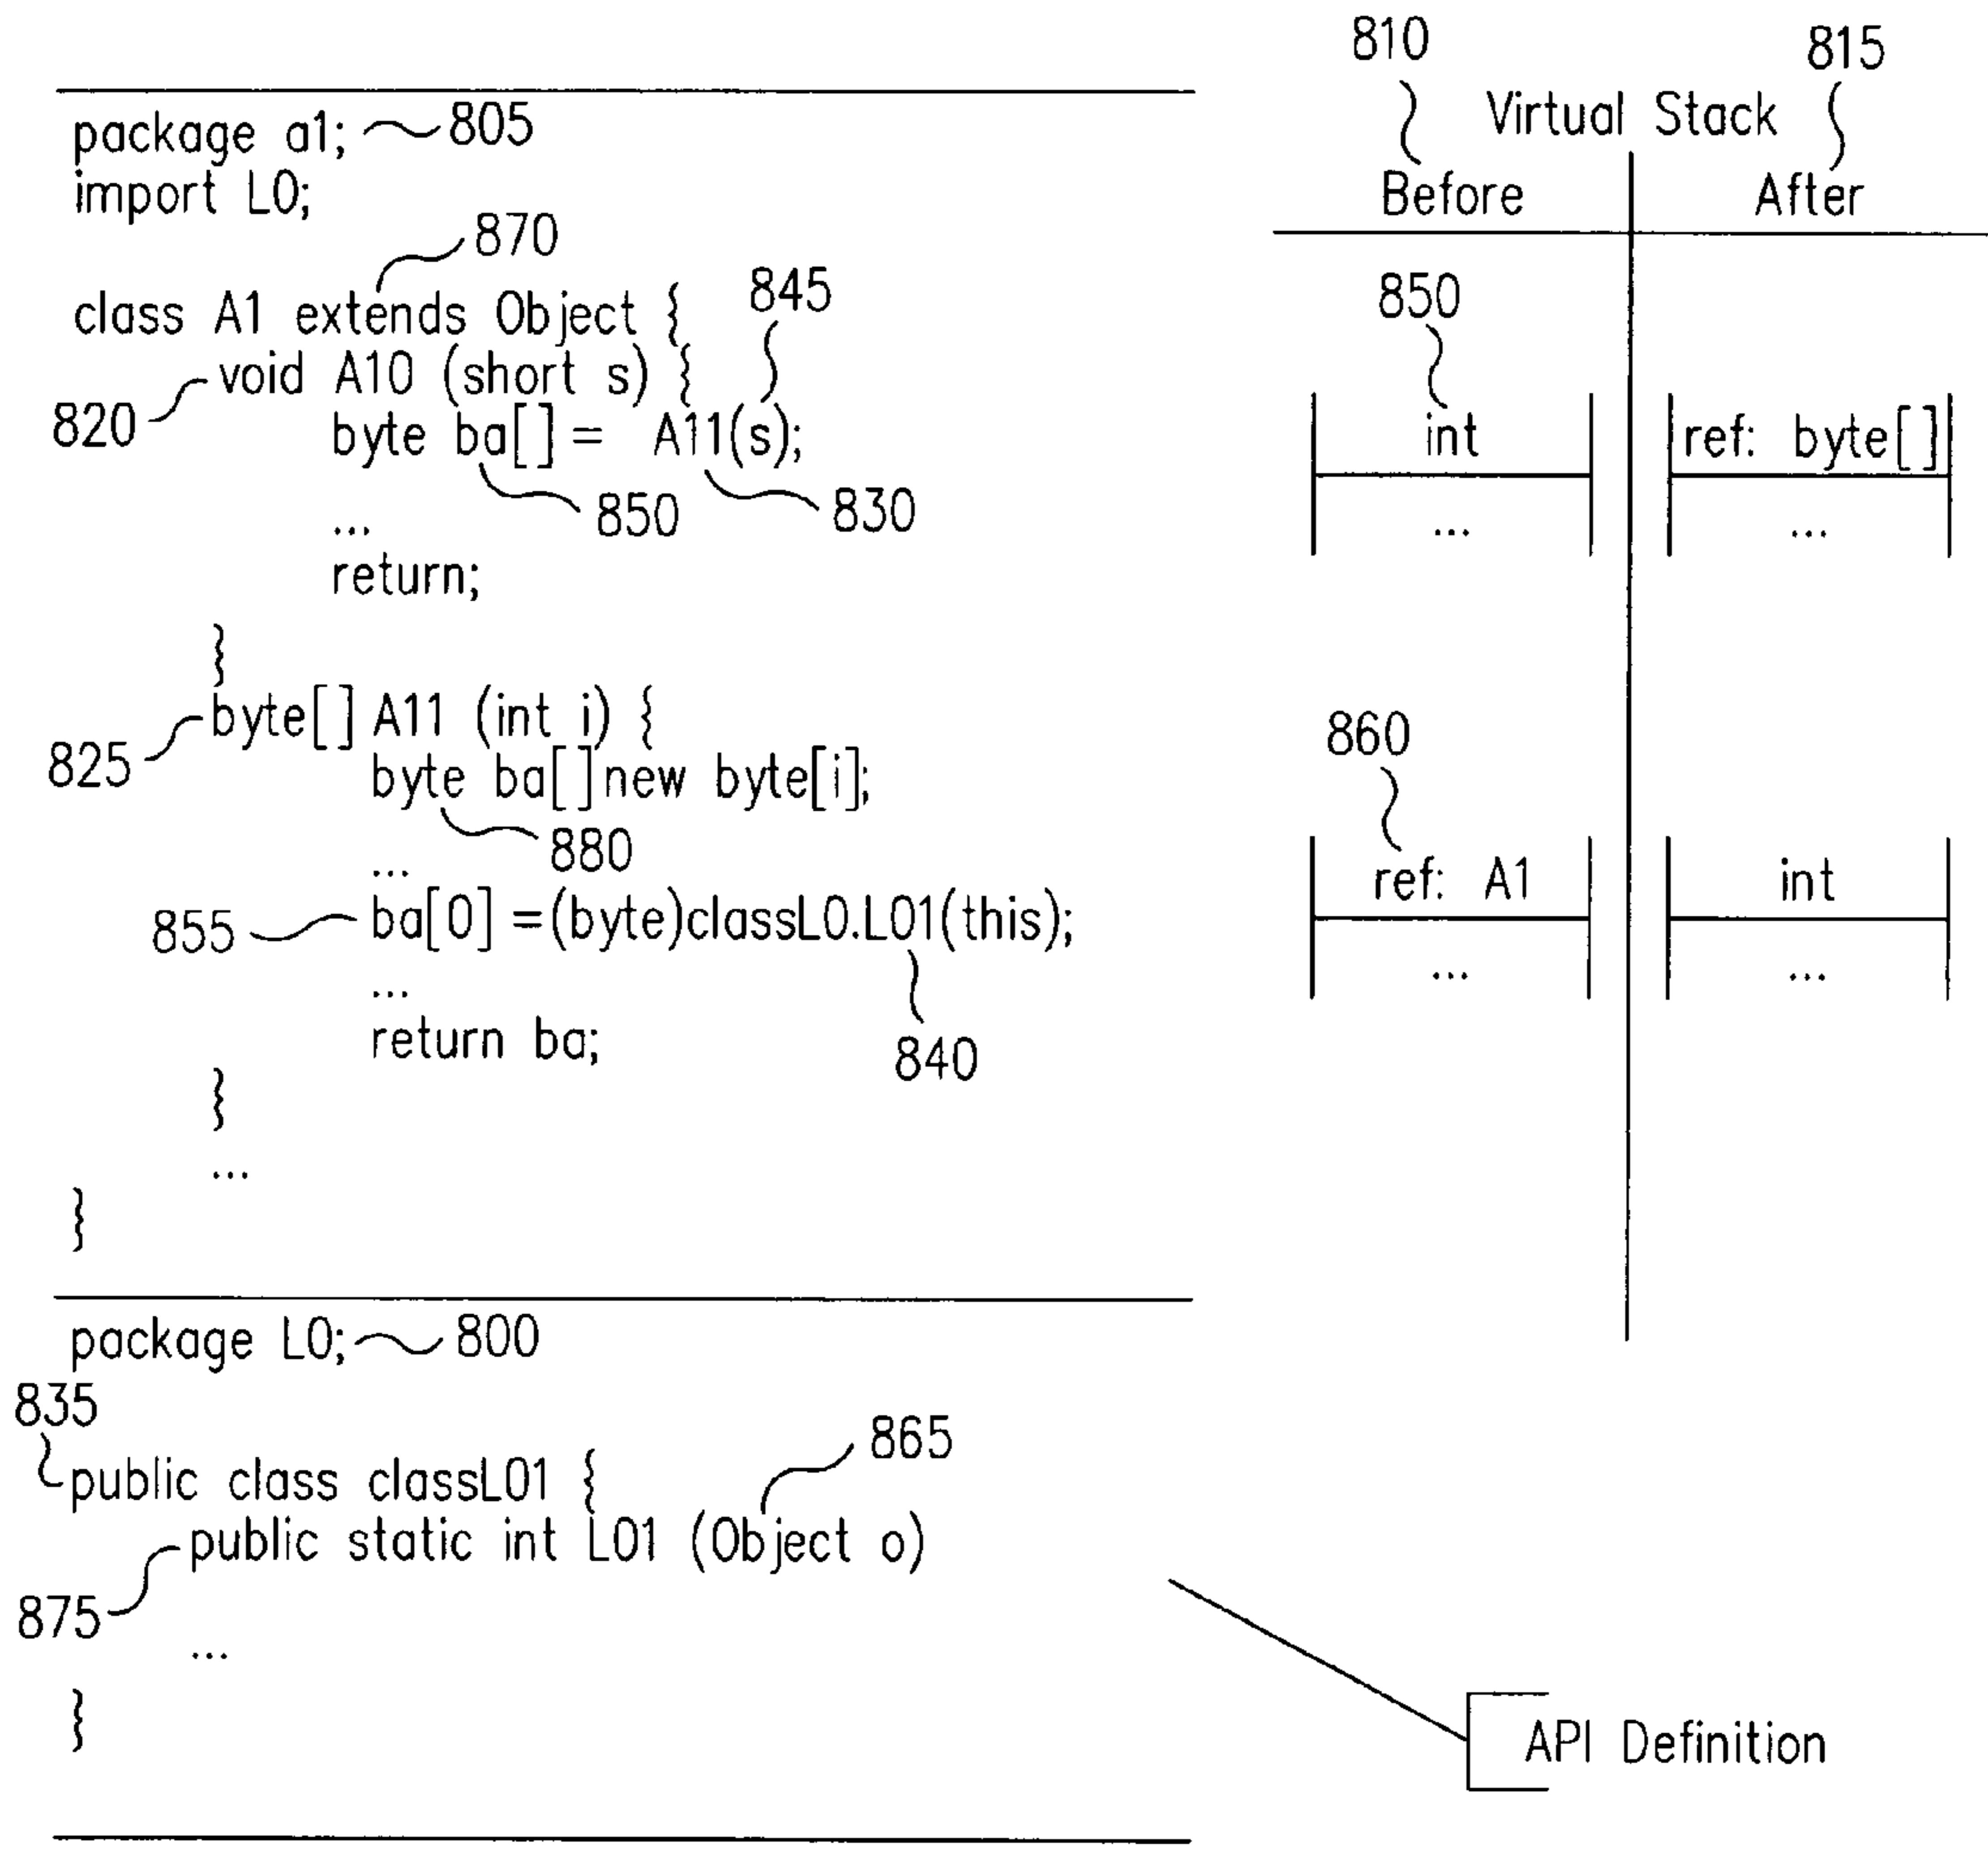 810
815
Virtual Stack
Before
After
package a1; 805
import L0;
870
class A1 extends Object {
845
void A10 (short s) {
820
byte ba[] = A11(s);
850
830
...
return;
}
850
int
ref: byte[]
...
...
byte[] A11 (int i) {
825
byte ba[]new byte[i];
880
...
855
ba[0] =(byte)classL0.L01(this);
...
840
return ba;
}
...
}
860
ref: A1
int
...
...
package L0; 800
835
public class classL01 {
865
public static int L01 (Object o)
875
...
}
API Definition